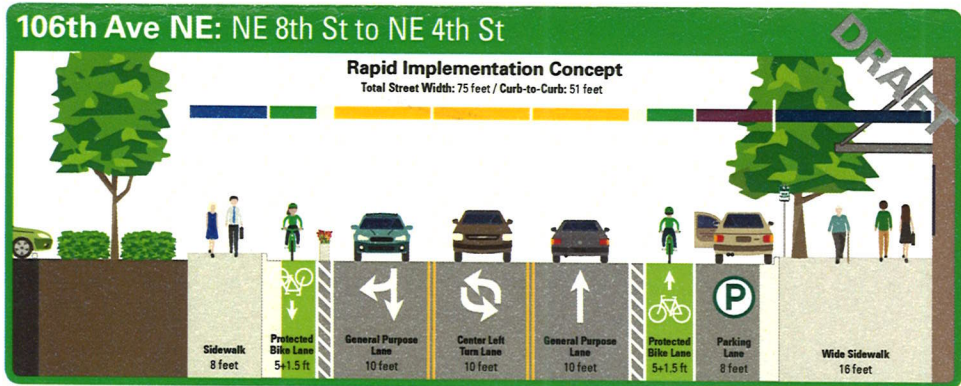 106th Ave NE: NE 8th St to NE 4th St
DRAFT
Rapid Implementation Concept
Total Street Width: 75 feet / Curb-to-Curb: 51 feet
Sidewalk
8 feet
Protected
Bike Lane
5+1.5 ft
General Purpose
Lane
10 feet
Center Left
Turn Lane
10 feet
General Purpose
Lane
10 feet
Protected
Bike Lane
5+1.5 ft
P
Parking
Lane
8 feet
Wide Sidewalk
16 feet